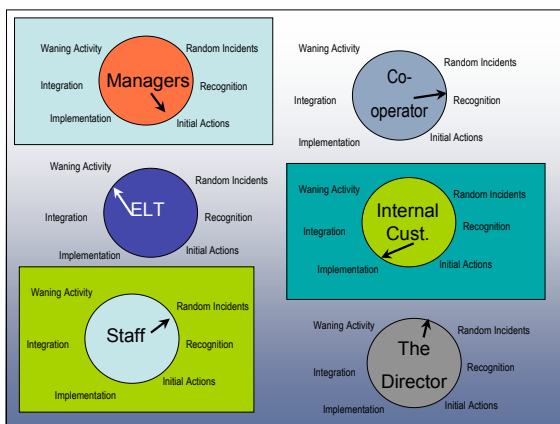 Waning Activity
Random Incidents
Managers
Integration
Recognition
Implementation
Initial Actions
Waning Activity
Random Incidents
Co-
operator
Integration
Recognition
Implementation
Initial Actions
Waning Activity
Random Incidents
ELT
Integration
Recognition
Implementation
Initial Actions
Waning Activity
Random Incidents
Internal
Cust.
Integration
Recognition
Implementation
Initial Actions
Waning Activity
Random Incidents
Staff
Integration
Recognition
Initial Actions
Implementation
Waning Activity
Random Incidents
The
Director
Integration
Recognition
Implementation
Initial Actions